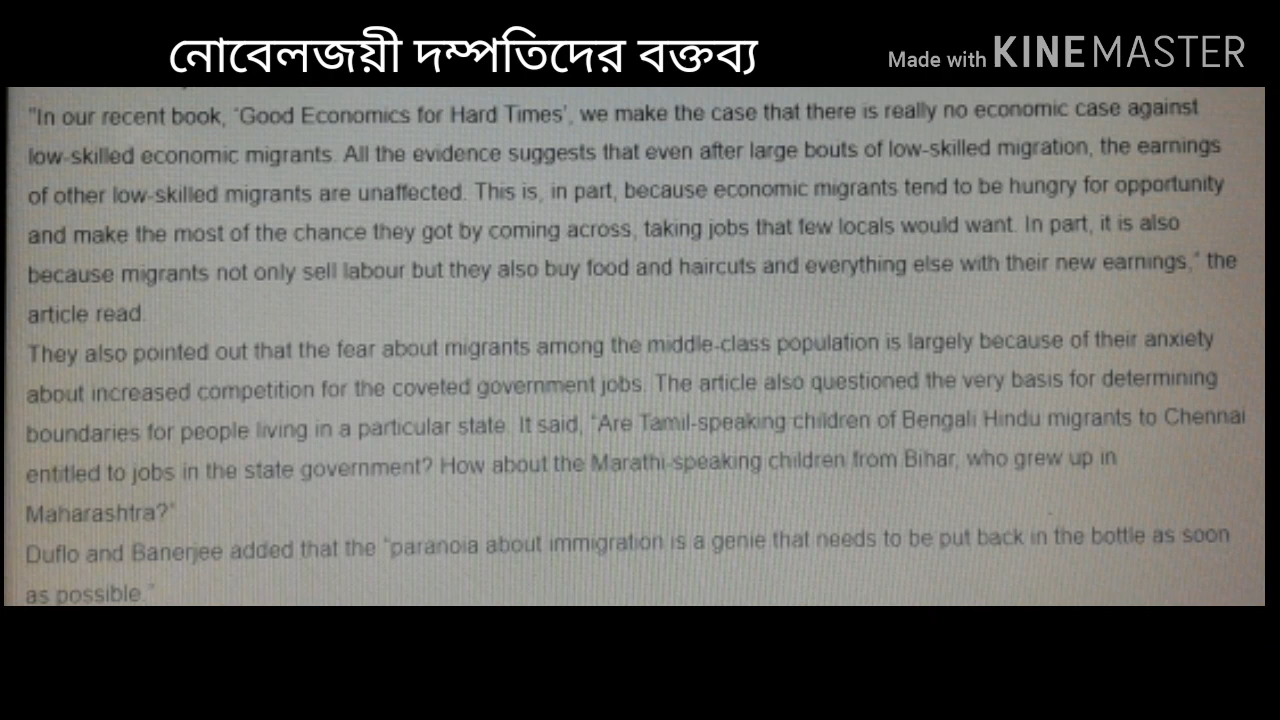 নোবেলজয়ী দম্পতিদের বক্তব্য
Made with KINEMASTER
"In our recent book, 'Good Economics for Hard Times', we make the case that there is really no economic case against
low-skilled economic migrants. All the evidence suggests that even after large bouts of low-skilled migration, the earnings
of other low-skilled migrants are unaffected. This is, in part, because economic migrants tend to be hungry for opportunity
and make the most of the chance they got by coming across, taking jobs that few locals would want. In part, it is also
because migrants not only sell labour but they also buy food and haircuts and everything else with their new earnings," the
article read.
They also pointed out that the fear about migrants among the middle-class population is largely because of their anxiety
about increased competition for the coveted government jobs. The article also questioned the very basis for determining
boundaries for people living in a particular state. It said, "Are Tamil-speaking children of Bengali Hindu migrants to Chennai
entitled to jobs in the state government? How about the Marathi-speaking children from Bihar, who grew up in
Maharashtra?"
Duflo and Banerjee added that the "paranoia about immigration is a genie that needs to be put back in the bottle as soon
as possible."